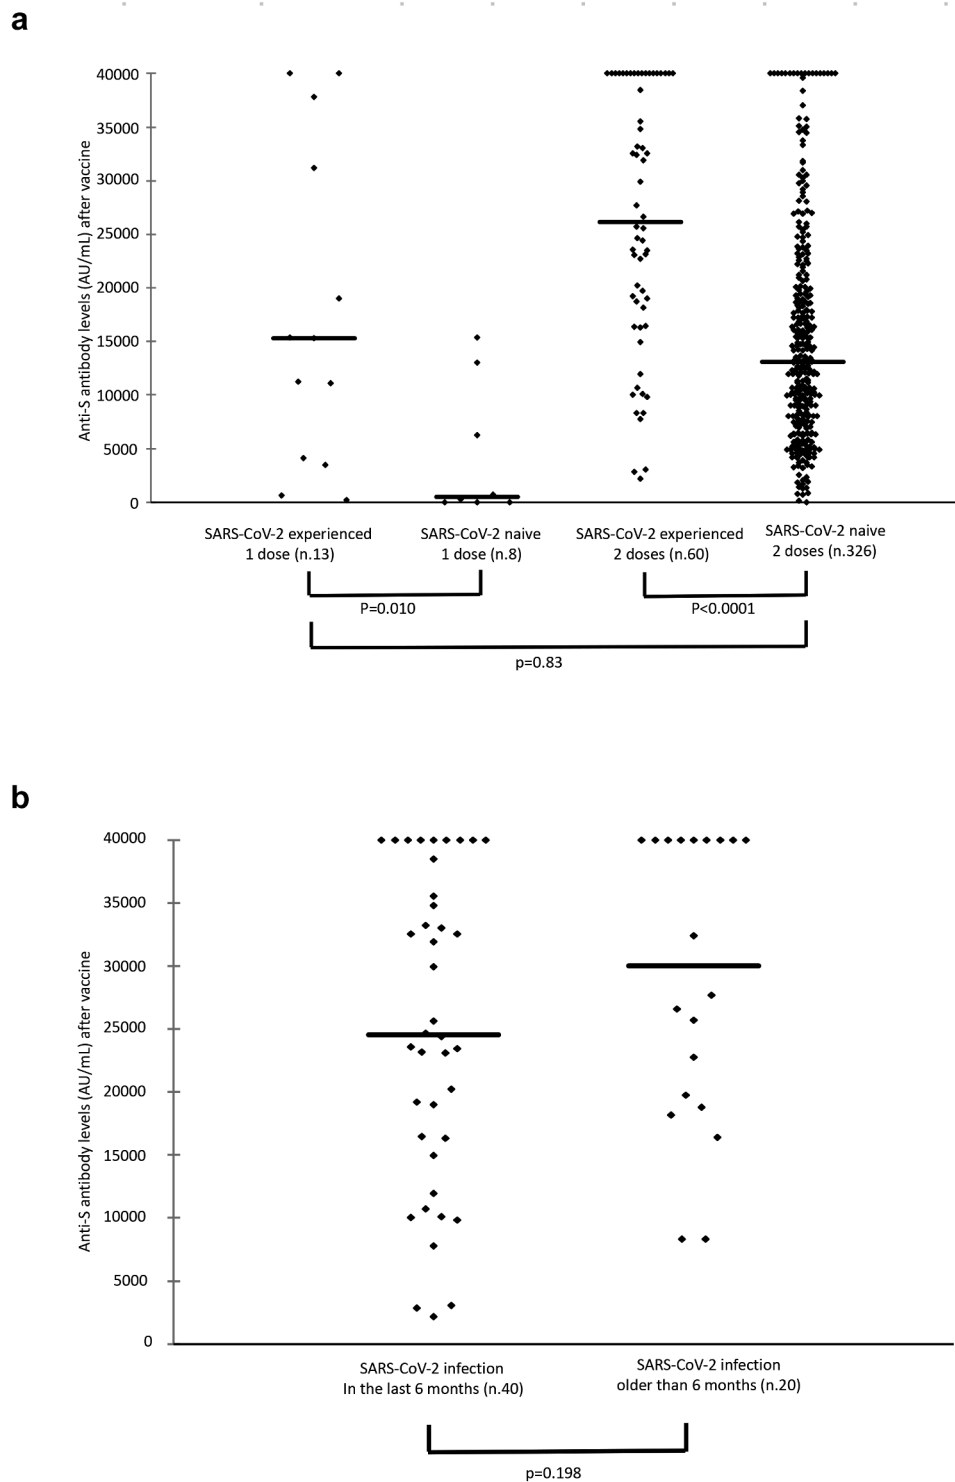 a
Anti-S antibody levels (AU/mL) after vaccine
40000
35000
30000
25000
20000
15000
10000
5000
0
SARS-CoV-2 experienced
1 dose (n.13)
SARS-CoV-2 naive
1 dose (n.8)
SARS-CoV-2 experienced
2 doses (n.60)
SARS-CoV-2 naive
2 doses (n.326)
P=0.010
P<0.0001
p=0.83
b
Anti-S antibody levels (AU/mL) after vaccine
40000
35000
30000
25000
20000
15000
10000
5000
0
SARS-CoV-2 infection
In the last 6 months (n.40)
SARS-CoV-2 infection
older than 6 months (n.20)
p=0.198